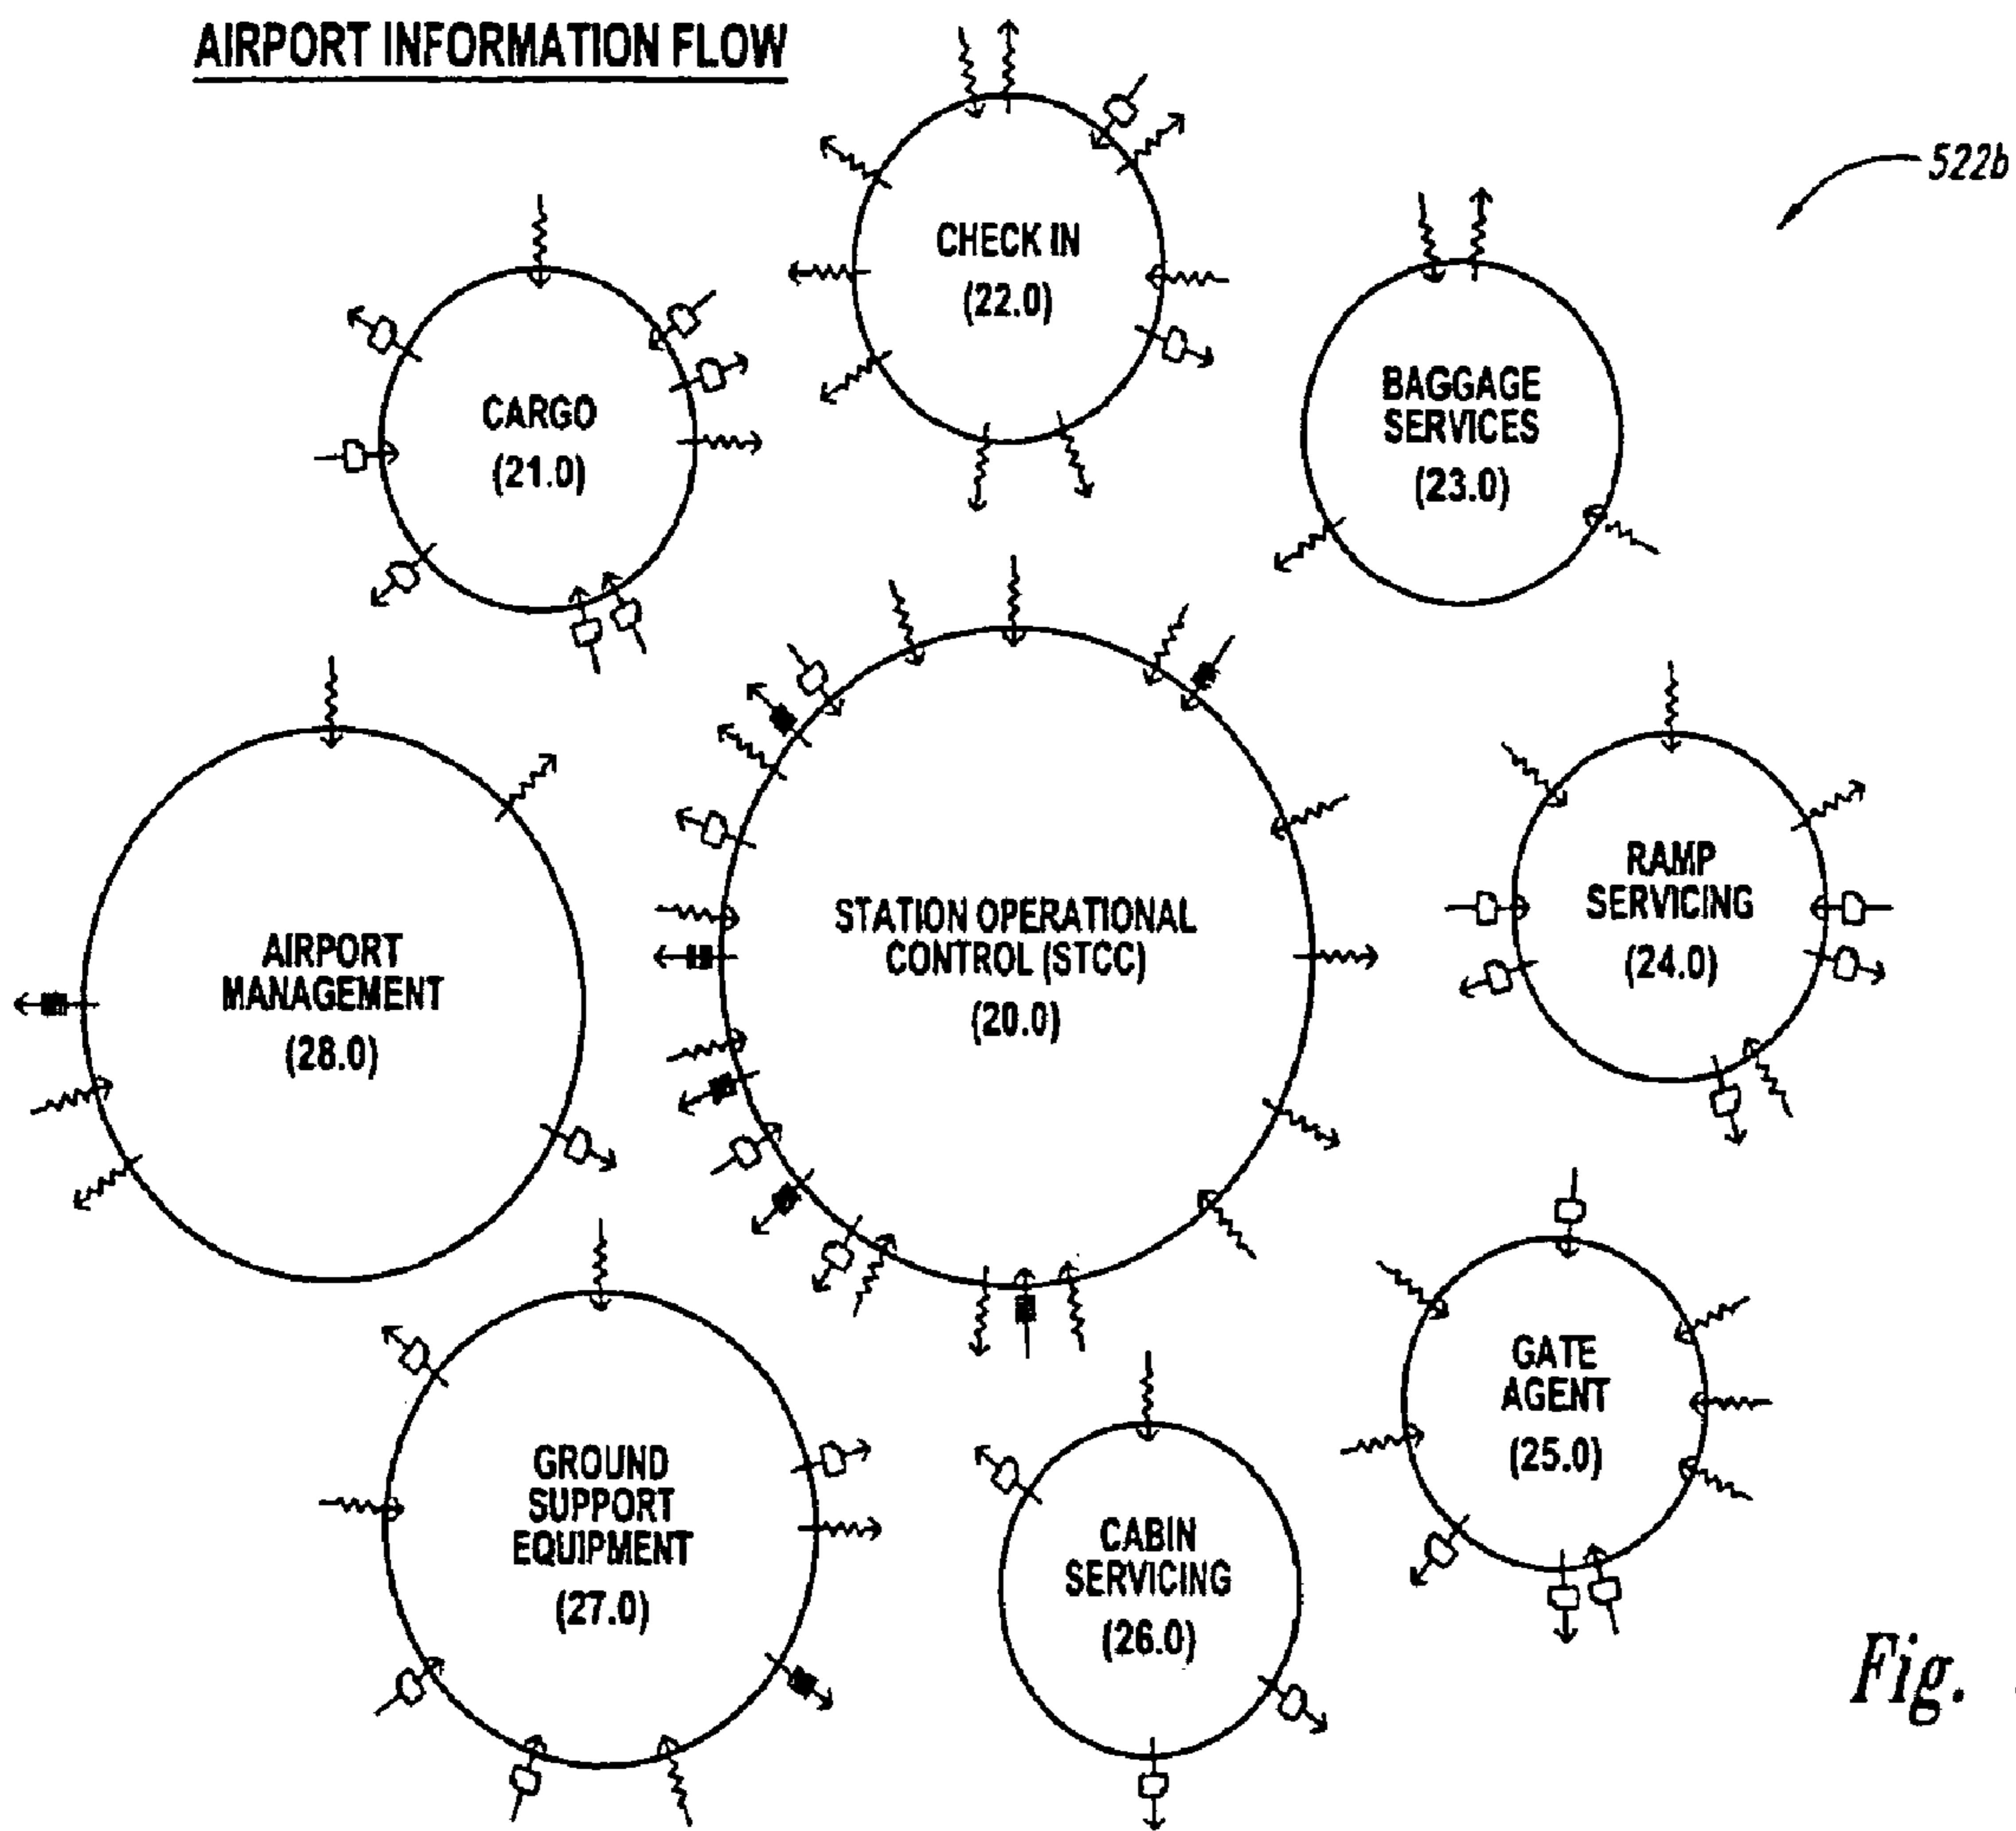 AIRPORT INFORMATION FLOW
522b
CHECK IN
(22.0)
CARGO
(21.0)
BAGGAGE
SERVICES
(23.0)
STATION OPERATIONAL
CONTROL (STCC)
(20.0)
RAMP
SERVICING
(24.0)
AIRPORT
MANAGEMENT
(28.0)
GATE
AGENT
(25.0)
GROUND
SUPPORT
EQUIPMENT
(27.0)
CABIN
SERVICING
(26.0)
Fig.